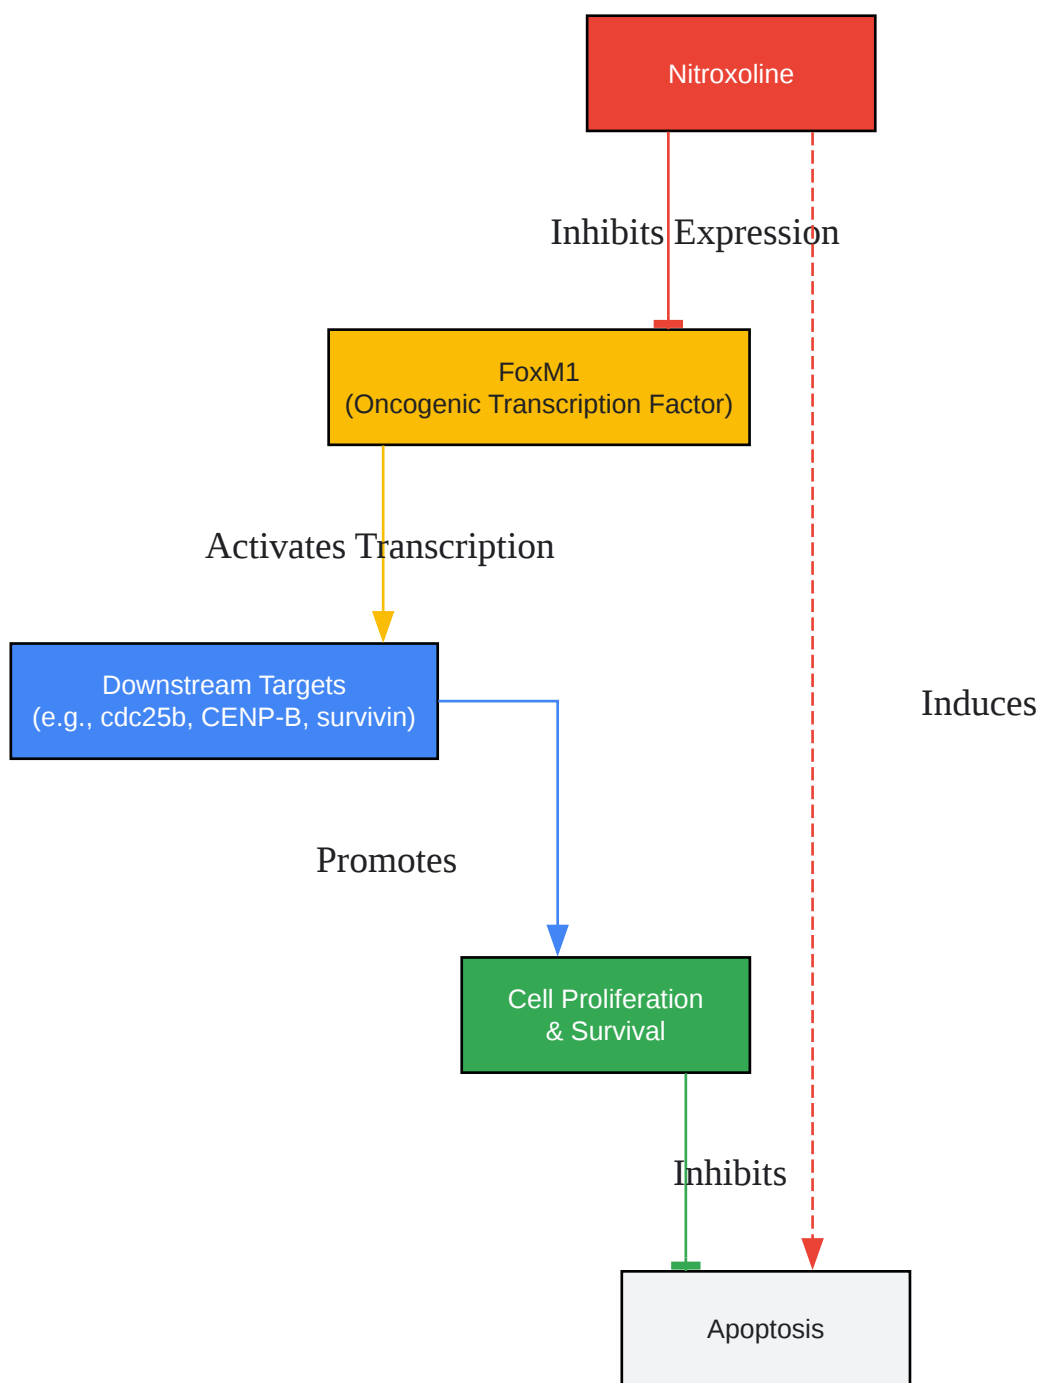 Nitroxoline
Inhibits Expression
FoxM1
(Oncogenic Transcription Factor)
Activates Transcription
Downstream Targets
(e.g., cdc25b, CENP-B, survivin)
Induces
Promotes
Cell Proliferation
& Survival
Inhibits
Apoptosis